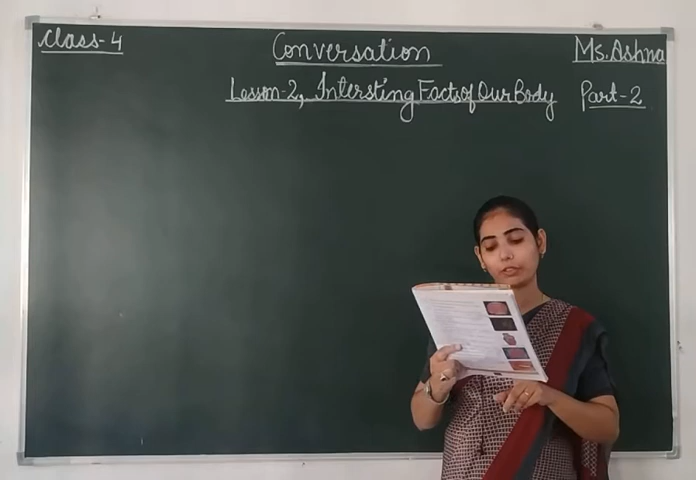 Class-4
Conversation
Ms.Ashna
Lesson-2, Intersting Facts of Our Body
Part-2